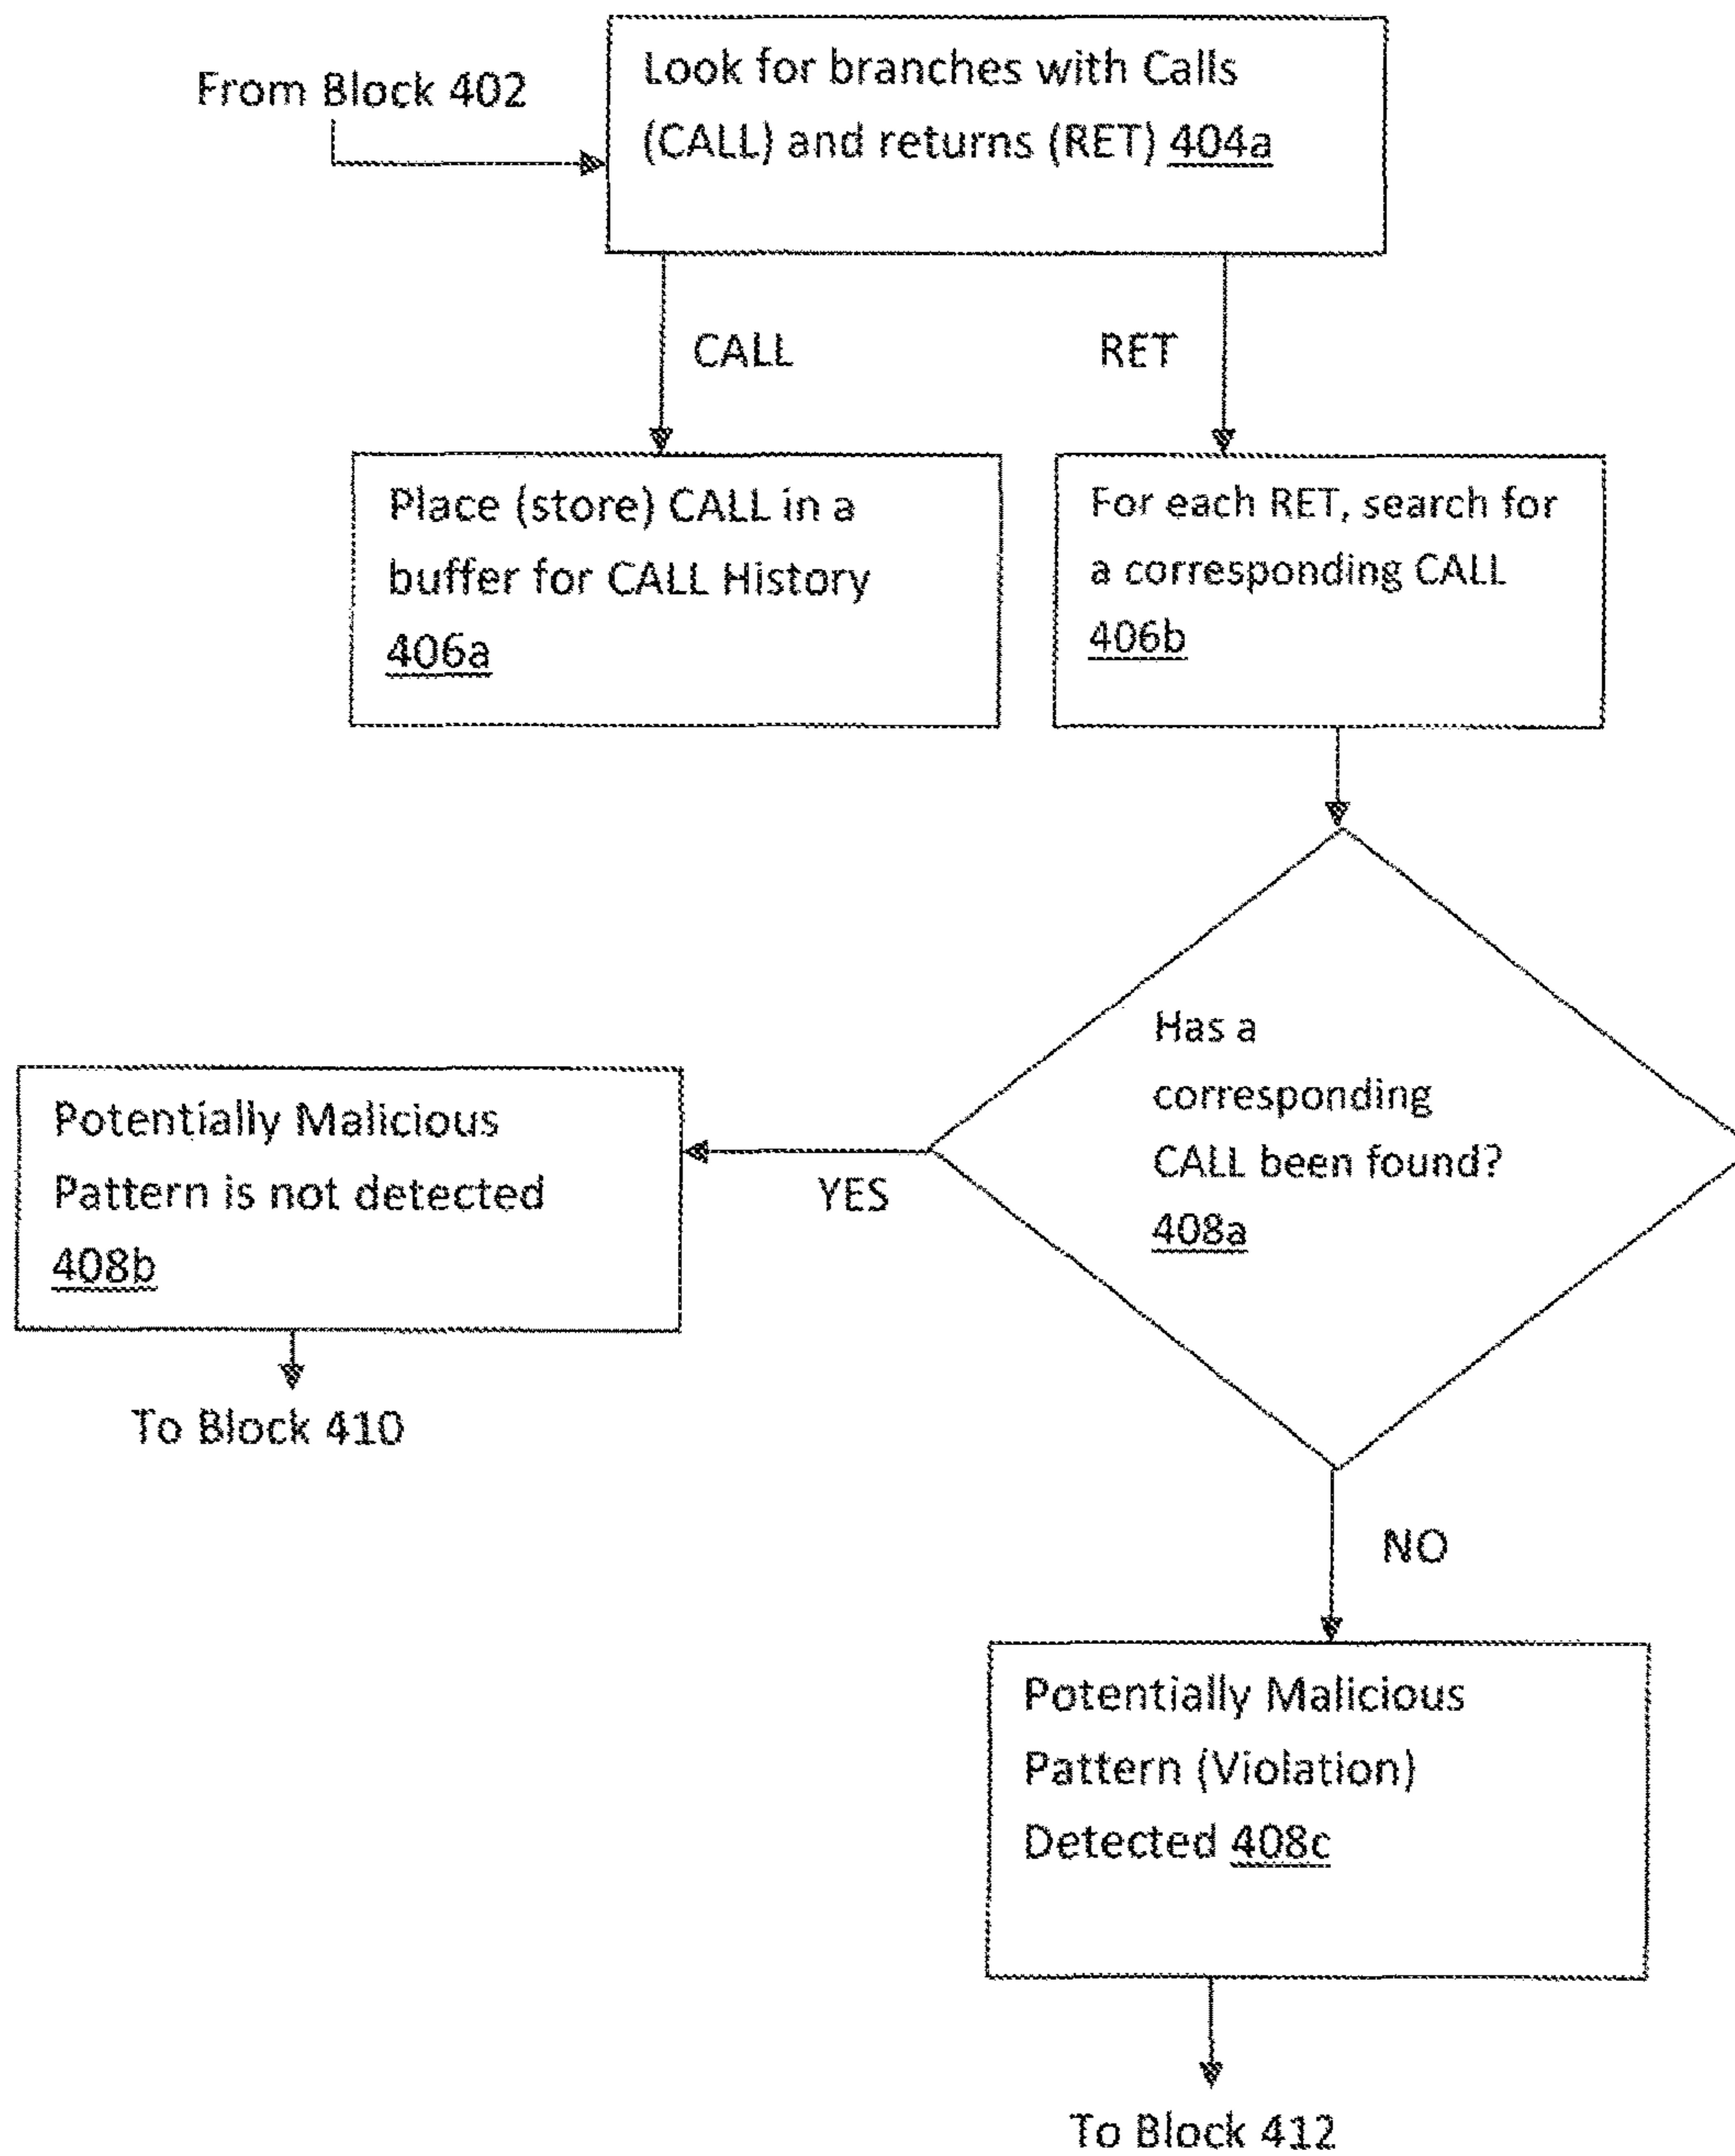 From Block 402
Look for branches with Calls
(CALL) and returns (RET) 404a
CALL
RET
Place (store) CALL in a
buffer for CALL History
406a
For each RET, search for
a corresponding CALL
406b
Has a
corresponding
CALL been found?
408a
YES
Potentially Malicious
Pattern is not detected
408b
To Block 410
NO
Potentially Malicious
Pattern (Violation)
Detected 408c
To Block 412